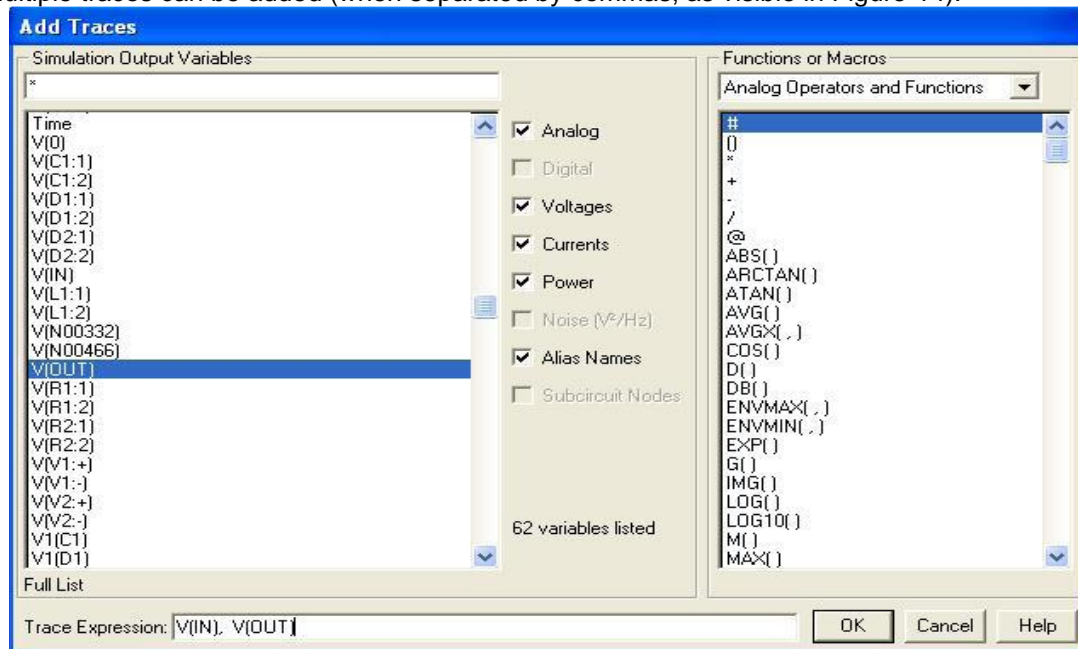 Add Traces
Simulation Output Variables
*
Time
V(0)
V(C1:1)
V(C1:2)
V(D1:1)
V(D1:2)
V(D2:1)
V(D2:2)
V(IN)
V(L1:1)
V(L1:2)
V(N00332)
V(N00466)
V(OUT)
V(R1:1)
V(R1:2)
V(R2:1)
V(R2:2)
V(V1:+)
V(V1:-)
V(V2:+)
V(V2:-)
V1(C1)
V1(D1)
Full List
Analog
Digital
Voltages
Currents
Power
Noise (V²/Hz)
Alias Names
Subcircuit Nodes
62 variables listed
Functions or Macros
Analog Operators and Functions
#
()
*
+
-
/
@
ABS( )
ARCTAN( )
ATAN( )
AVG( )
AVGX( , )
COS( )
D( )
DB( )
ENVMAX( , )
ENVMIN( , )
EXP( )
G( )
IMG( )
LOG( )
LOG10( )
M( )
MAX( )
Trace Expression: V(IN), V(OUT)
OK
Cancel
Help